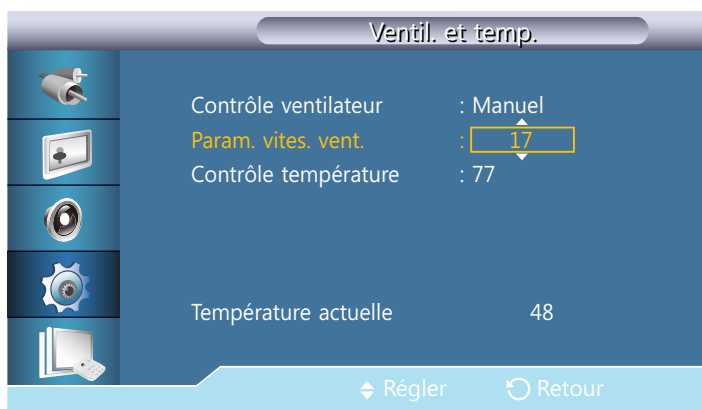 Ventil. et temp.
Contrôle ventilateur : Manuel
Param. vites. vent. : 17
Contrôle température : 77
Température actuelle 48
Régler Retour